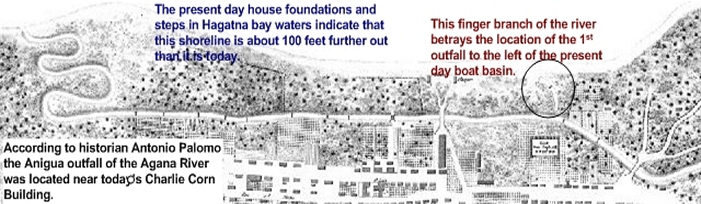 The present day house foundations and
steps in Hagatna bay waters indicate that
this shoreline is about 100 feet further out
than it is today.
This finger branch of the river
betrays the location of the 1st
outfall to the left of the present
day boat basin.
According to historian Antonio Palomo
the Anigua outfall of the Agana River
was located near today's Charlie Corn
Building.